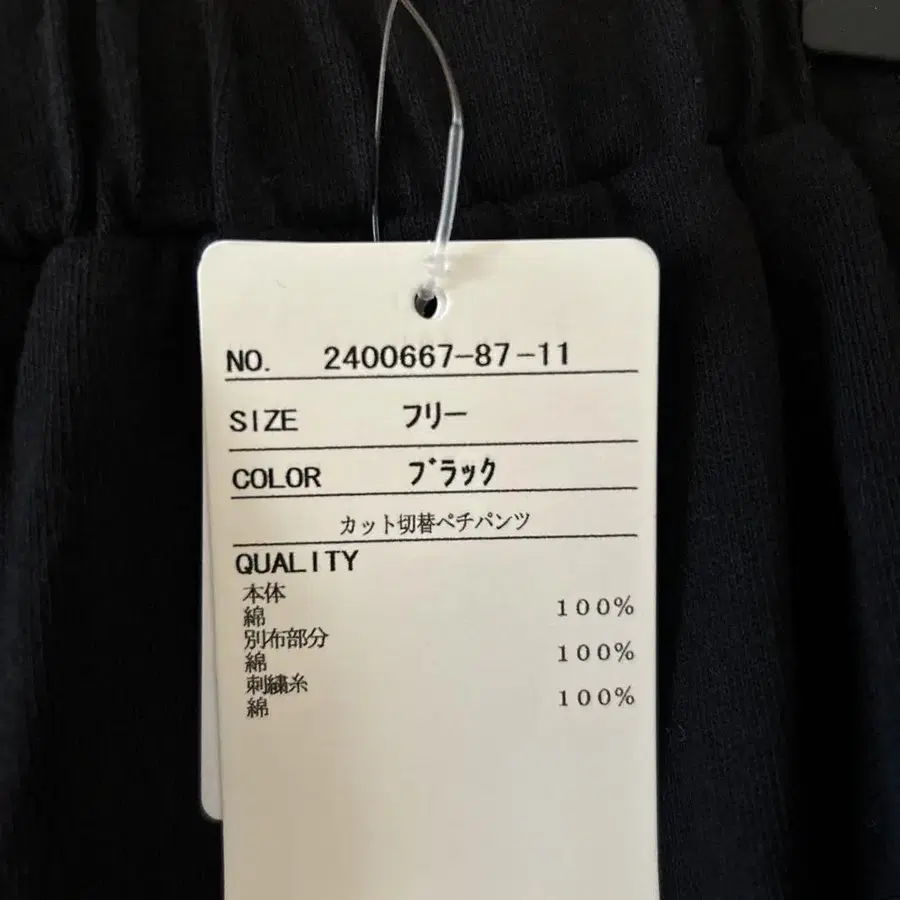 NO. 2400667-87-11
SIZE フリー
COLOR ブラック
カット切替ペチパンツ
QUALITY
本体
綿 100%
別布部分
綿 100%
刺繍糸
綿 100%